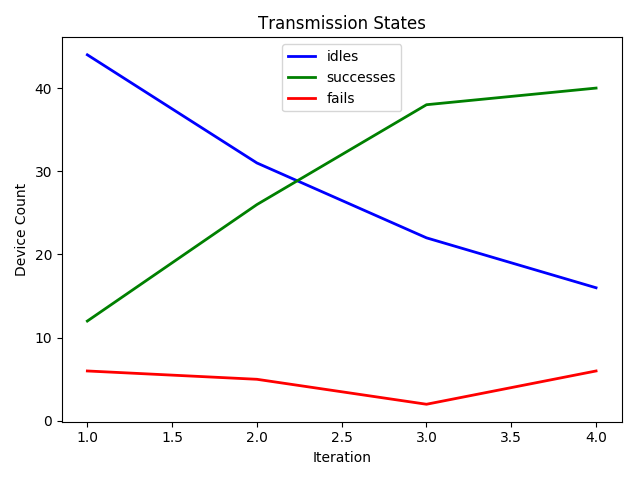 Transmission States
idles
successes
fails
Device Count
40
30
20
10
0
1.0 1.5 2.0 2.5 3.0 3.5 4.0
Iteration